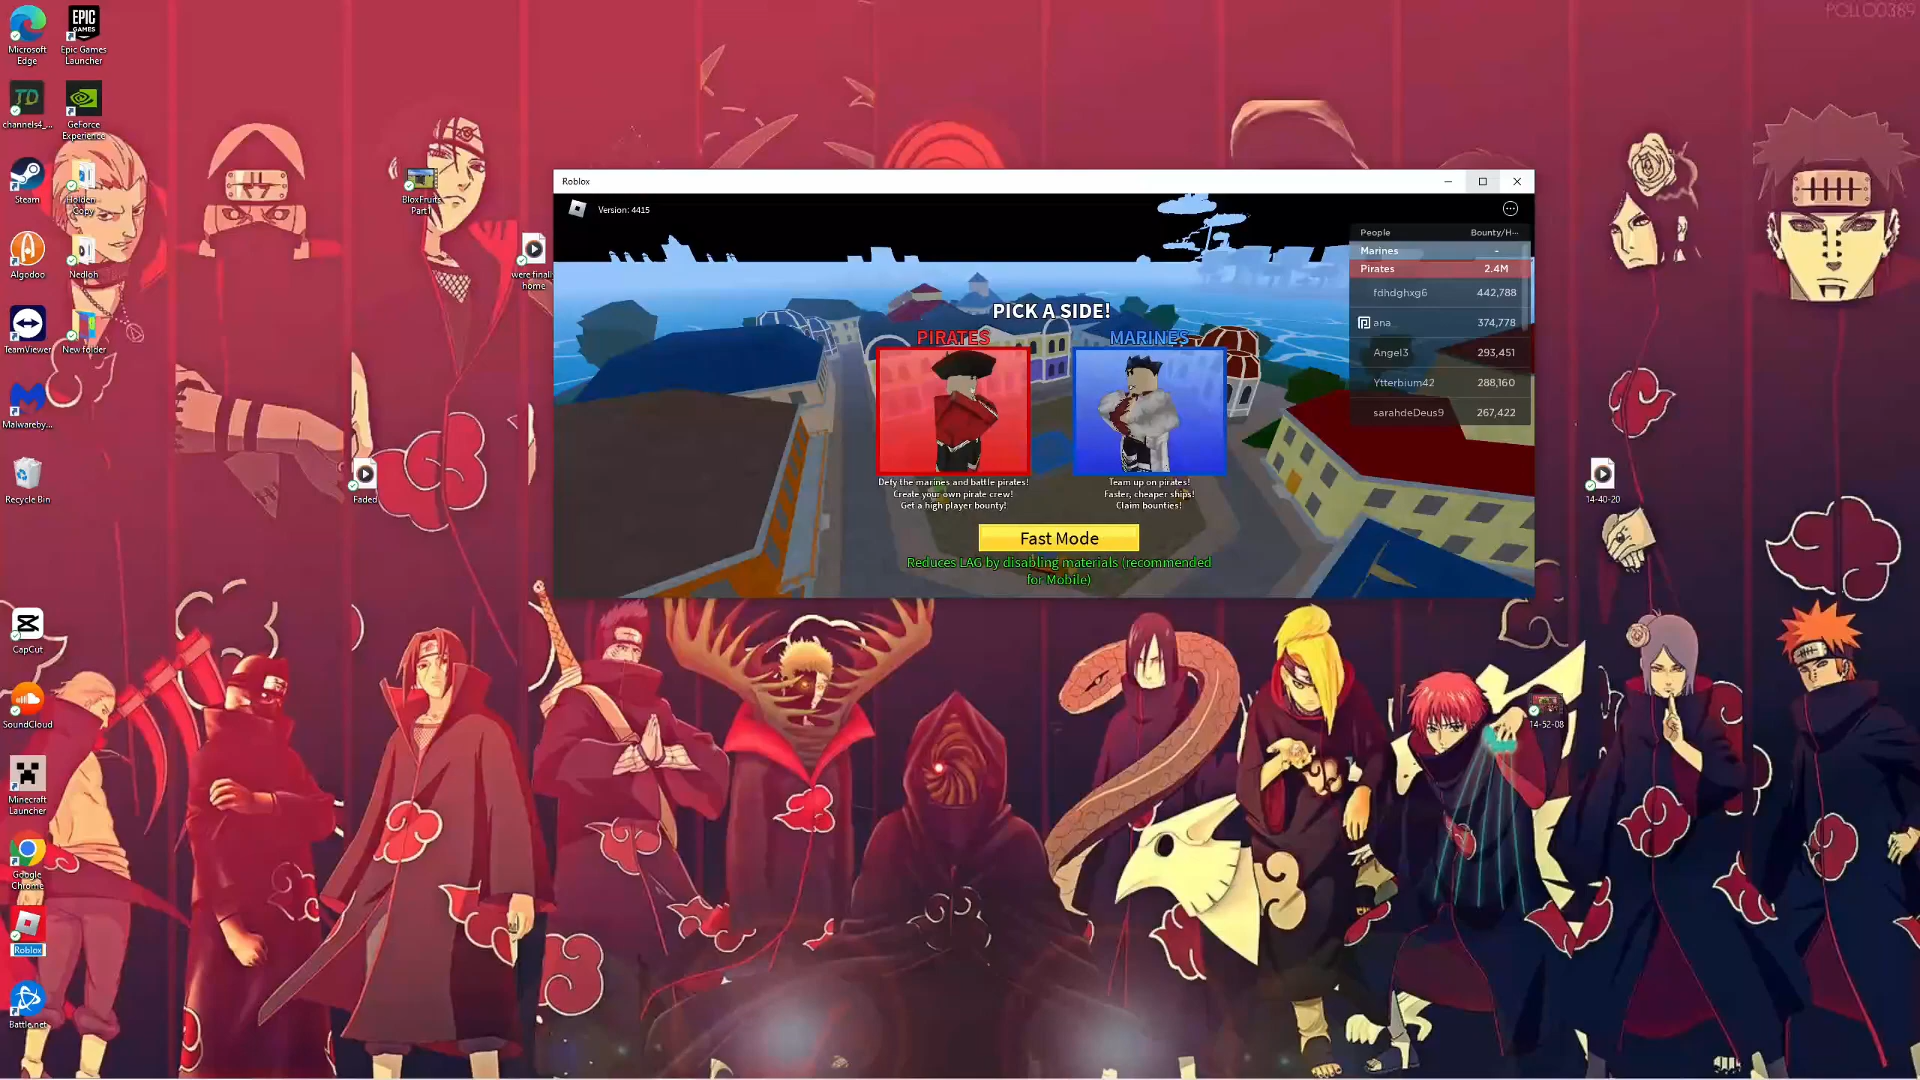 POLLO0389
Microsoft
Edge
Epic Games
Launcher
EPIC
GAMES
TD
channels4_...
GeForce
Experience
Steam
Holden
Copy
Algodoo
Nedloh
TeamViewer
New folder
Malwareby...
Recycle Bin
BloxFruits
Part1
were finall
home
Faded
Roblox
Version: 4415
People
Bounty/H...
Marines
-
Pirates
2.4M
fdhdghxg6
442,788
ana
374,778
Angel3
293,451
Ytterbium42
288,160
sarahdeDeus9
267,422
PICK A SIDE!
PIRATES
MARINES
Defy the marines and battle pirates!
Create your own pirate crew!
Get a high player bounty!
Team up on pirates!
Faster, cheaper ships!
Claim bounties!
Fast Mode
Reduces LAG by disabling materials (recommended
for Mobile)
14-40-20
14-52-08
CapCut
SoundCloud
Minecraft
Launcher
Google
Chrome
Roblox
Battle.net